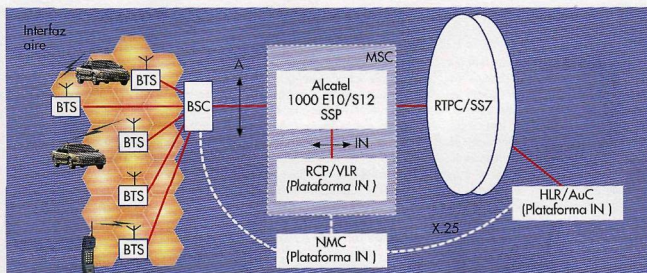 Interfaz
aire
BTS
BTS
BTS
BTS
BTS
BSC
A
MSC
Alcatel
1000 E10/S12
SSP
IN
RCP/VLR
(Plataforma IN )
RTPC/SS7
HLR/AuC
(Plataforma IN )
X.25
NMC
(Plataforma IN )